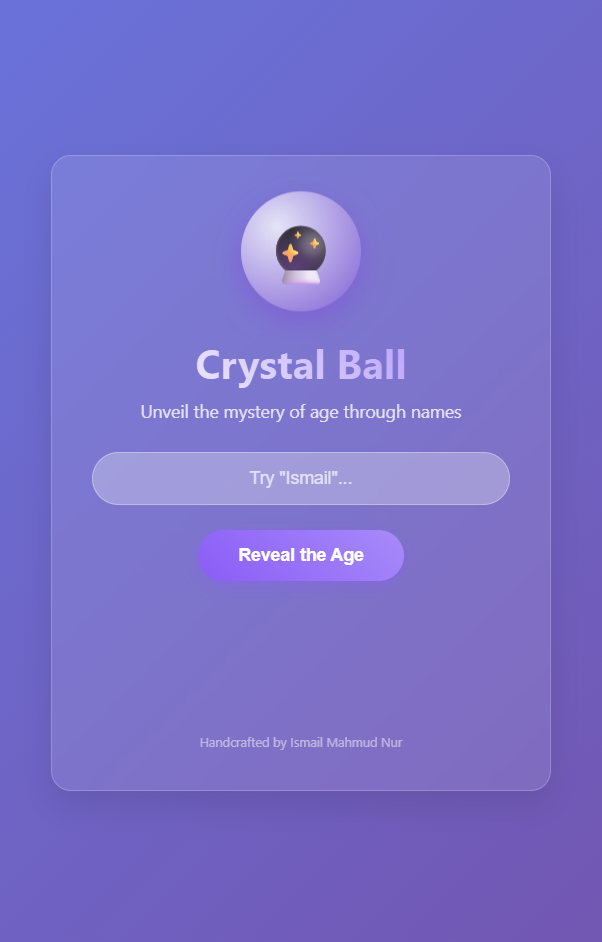 Crystal Ball
Unveil the mystery of age through names
Try "Ismail"...
Reveal the Age
Handcrafted by Ismail Mahmud Nur